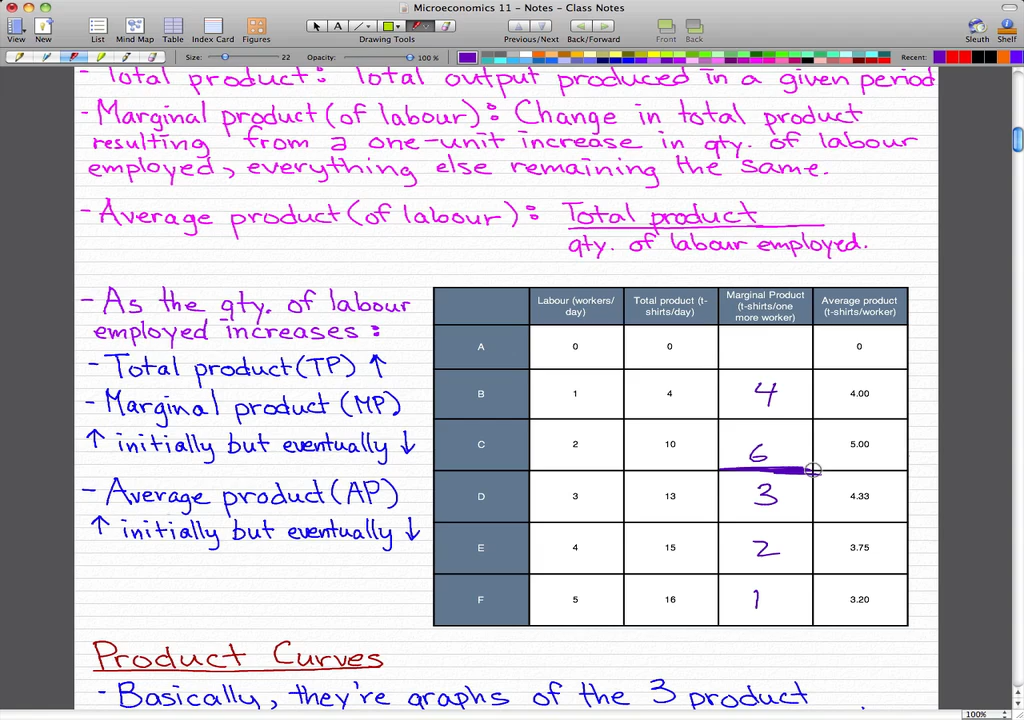 Microeconomics 11 - Notes - Class Notes
View New List Mind Map Table Index Card Figures Drawing Tools Previous/Next Back/Forward Front Back Sleuth Shelf
Size: 22 Opacity: 100 % Recent:
- Total product: Total output produced in a given period
- Marginal product (of labour): Change in total product
resulting from a one-unit increase in qty. of labour
employed, everything else remaining the same.
- Average product (of labour): Total product
qty. of labour employed.
- As the qty. of labour
employed increases:
- Total product (TP) ↑
- Marginal product (MP)
↑ initially but eventually ↓
- Average product (AP)
↑ initially but eventually ↓
Labour (workers/
day)
Total product (t-
shirts/day)
Marginal Product
(t-shirts/one
more worker)
Average product
(t-shirts/worker)
A 0 0 0
B 1 4 4 4.00
C 2 10 6 5.00
D 3 13 3 4.33
E 4 15 2 3.75
F 5 16 1 3.20
Product Curves
- Basically, they're graphs of the 3 product
100%